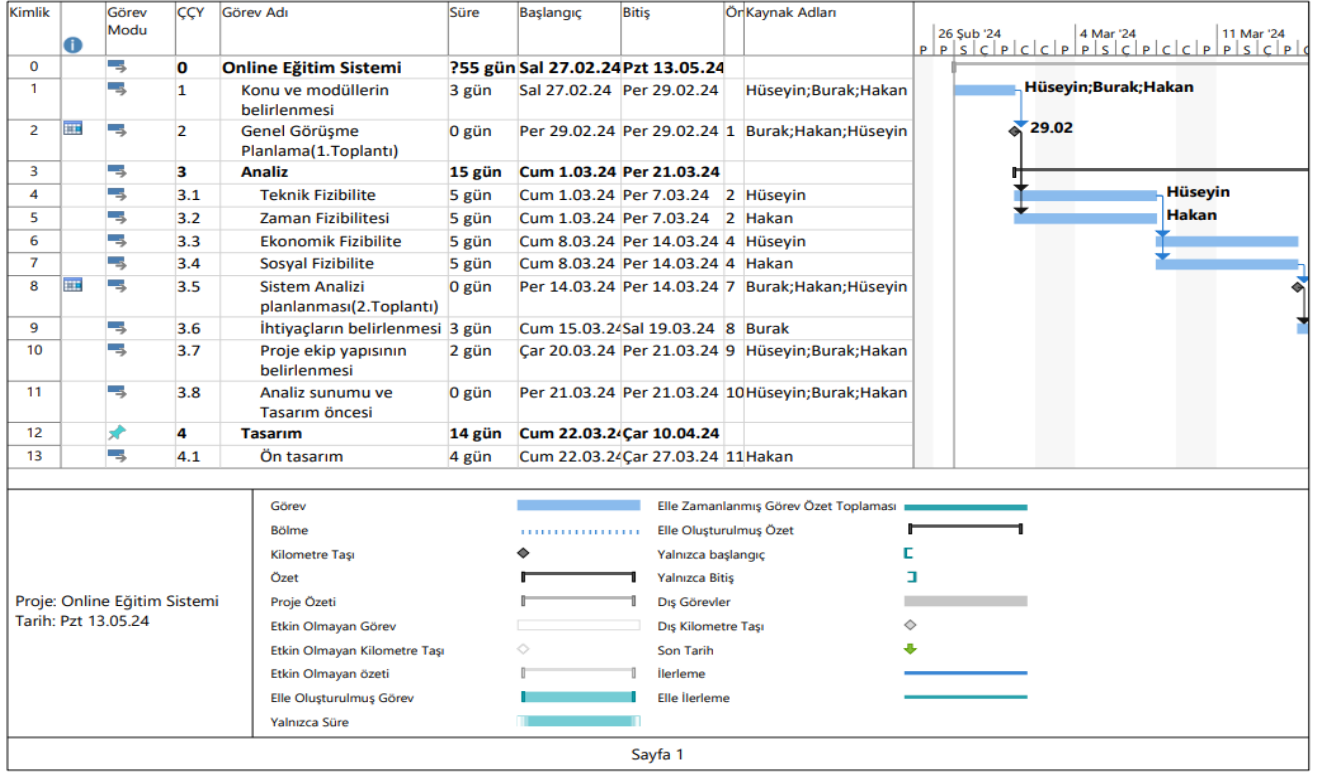 Kimlik Görev Modu ÇÇY Görev Adı Süre Başlangıç Bitiş Ör Kaynak Adları
26 Şub '24 4 Mar '24 11 Mar '24
P P S Ç P C C P P S Ç P C C P P S Ç P C
0 0 Online Eğitim Sistemi ?55 gün Sal 27.02.24 Pzt 13.05.24
1 1 Konu ve modüllerin belirlenmesi 3 gün Sal 27.02.24 Per 29.02.24 Hüseyin;Burak;Hakan
Hüseyin;Burak;Hakan
2 2 Genel Görüşme Planlama(1.Toplantı) 0 gün Per 29.02.24 Per 29.02.24 1 Burak;Hakan;Hüseyin
29.02
3 3 Analiz 15 gün Cum 1.03.24 Per 21.03.24
4 3.1 Teknik Fizibilite 5 gün Cum 1.03.24 Per 7.03.24 2 Hüseyin
Hüseyin
5 3.2 Zaman Fizibilitesi 5 gün Cum 1.03.24 Per 7.03.24 2 Hakan
Hakan
6 3.3 Ekonomik Fizibilite 5 gün Cum 8.03.24 Per 14.03.24 4 Hüseyin
7 3.4 Sosyal Fizibilite 5 gün Cum 8.03.24 Per 14.03.24 4 Hakan
8 3.5 Sistem Analizi planlanması(2.Toplantı) 0 gün Per 14.03.24 Per 14.03.24 7 Burak;Hakan;Hüseyin
9 3.6 İhtiyaçların belirlenmesi 3 gün Cum 15.03.24 Sal 19.03.24 8 Burak
10 3.7 Proje ekip yapısının belirlenmesi 2 gün Çar 20.03.24 Per 21.03.24 9 Hüseyin;Burak;Hakan
11 3.8 Analiz sunumu ve Tasarım öncesi 0 gün Per 21.03.24 Per 21.03.24 10 Hüseyin;Burak;Hakan
12 4 Tasarım 14 gün Cum 22.03.24 Çar 10.04.24
13 4.1 Ön tasarım 4 gün Cum 22.03.24 Çar 27.03.24 11 Hakan
Proje: Online Eğitim Sistemi
Tarih: Pzt 13.05.24
Görev
Bölme
Kilometre Taşı
Özet
Proje Özeti
Etkin Olmayan Görev
Etkin Olmayan Kilometre Taşı
Etkin Olmayan özeti
Elle Oluşturulmuş Görev
Yalnızca Süre
Elle Zamanlanmış Görev Özet Toplaması
Elle Oluşturulmuş Özet
Yalnızca başlangıç
Yalnızca Bitiş
Dış Görevler
Dış Kilometre Taşı
Son Tarih
İlerleme
Elle İlerleme
Sayfa 1